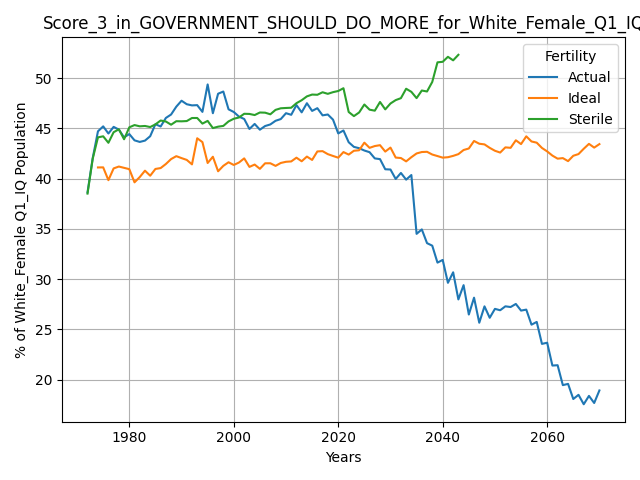 Score_3_in_GOVERNMENT_SHOULD_DO_MORE_for_White_Female_Q1_IQ
Fertility
Actual
Ideal
Sterile
% of White_Female Q1_IQ Population
50
45
40
35
30
25
20
1980
2000
2020
2040
2060
Years